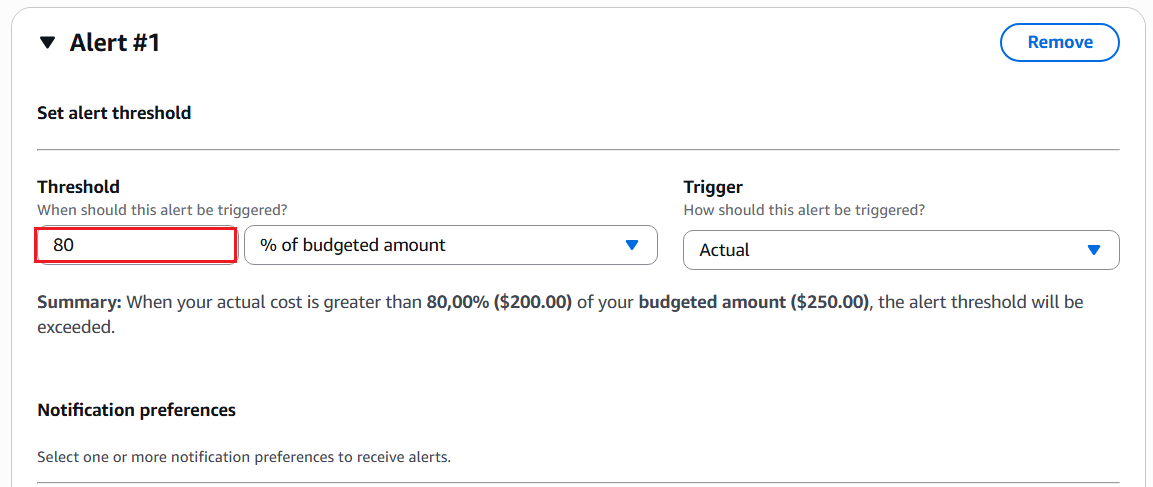 Alert #1
Remove
Set alert threshold
Threshold
When should this alert be triggered?
80
% of budgeted amount
Trigger
How should this alert be triggered?
Actual
Summary: When your actual cost is greater than 80,00% ($200.00) of your budgeted amount ($250.00), the alert threshold will be
exceeded.
Notification preferences
Select one or more notification preferences to receive alerts.